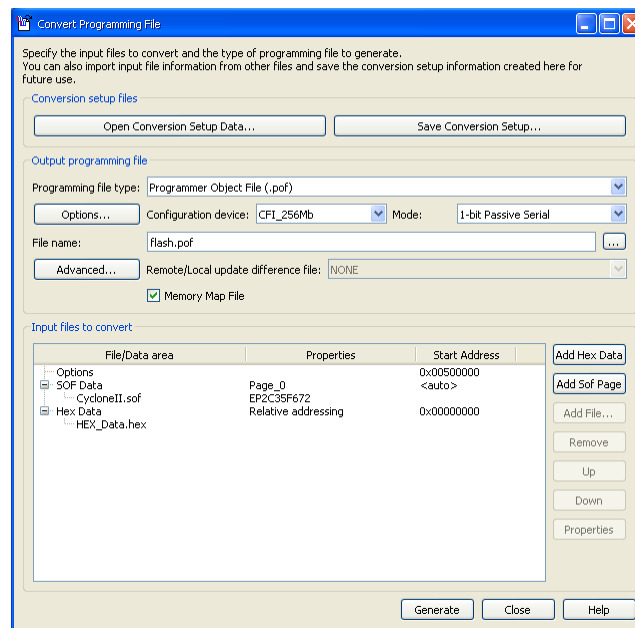 Convert Programming File
Specify the input files to convert and the type of programming file to generate.
You can also import input file information from other files and save the conversion setup information created here for
future use.
Conversion setup files
Open Conversion Setup Data... Save Conversion Setup...
Output programming file
Programming file type: Programmer Object File (.pof)
Options... Configuration device: CFI_256Mb Mode: 1-bit Passive Serial
File name: flash.pof ...
Advanced... Remote/Local update difference file: NONE
Memory Map File
Input files to convert
File/Data area Properties Start Address Add Hex Data
Options 0x00500000
SOF Data Page_0 <auto> Add Sof Page
CycloneII.sof EP2C35F672
Hex Data Relative addressing 0x00000000 Add File...
HEX_Data.hex
Remove
Up
Down
Properties
Generate Close Help